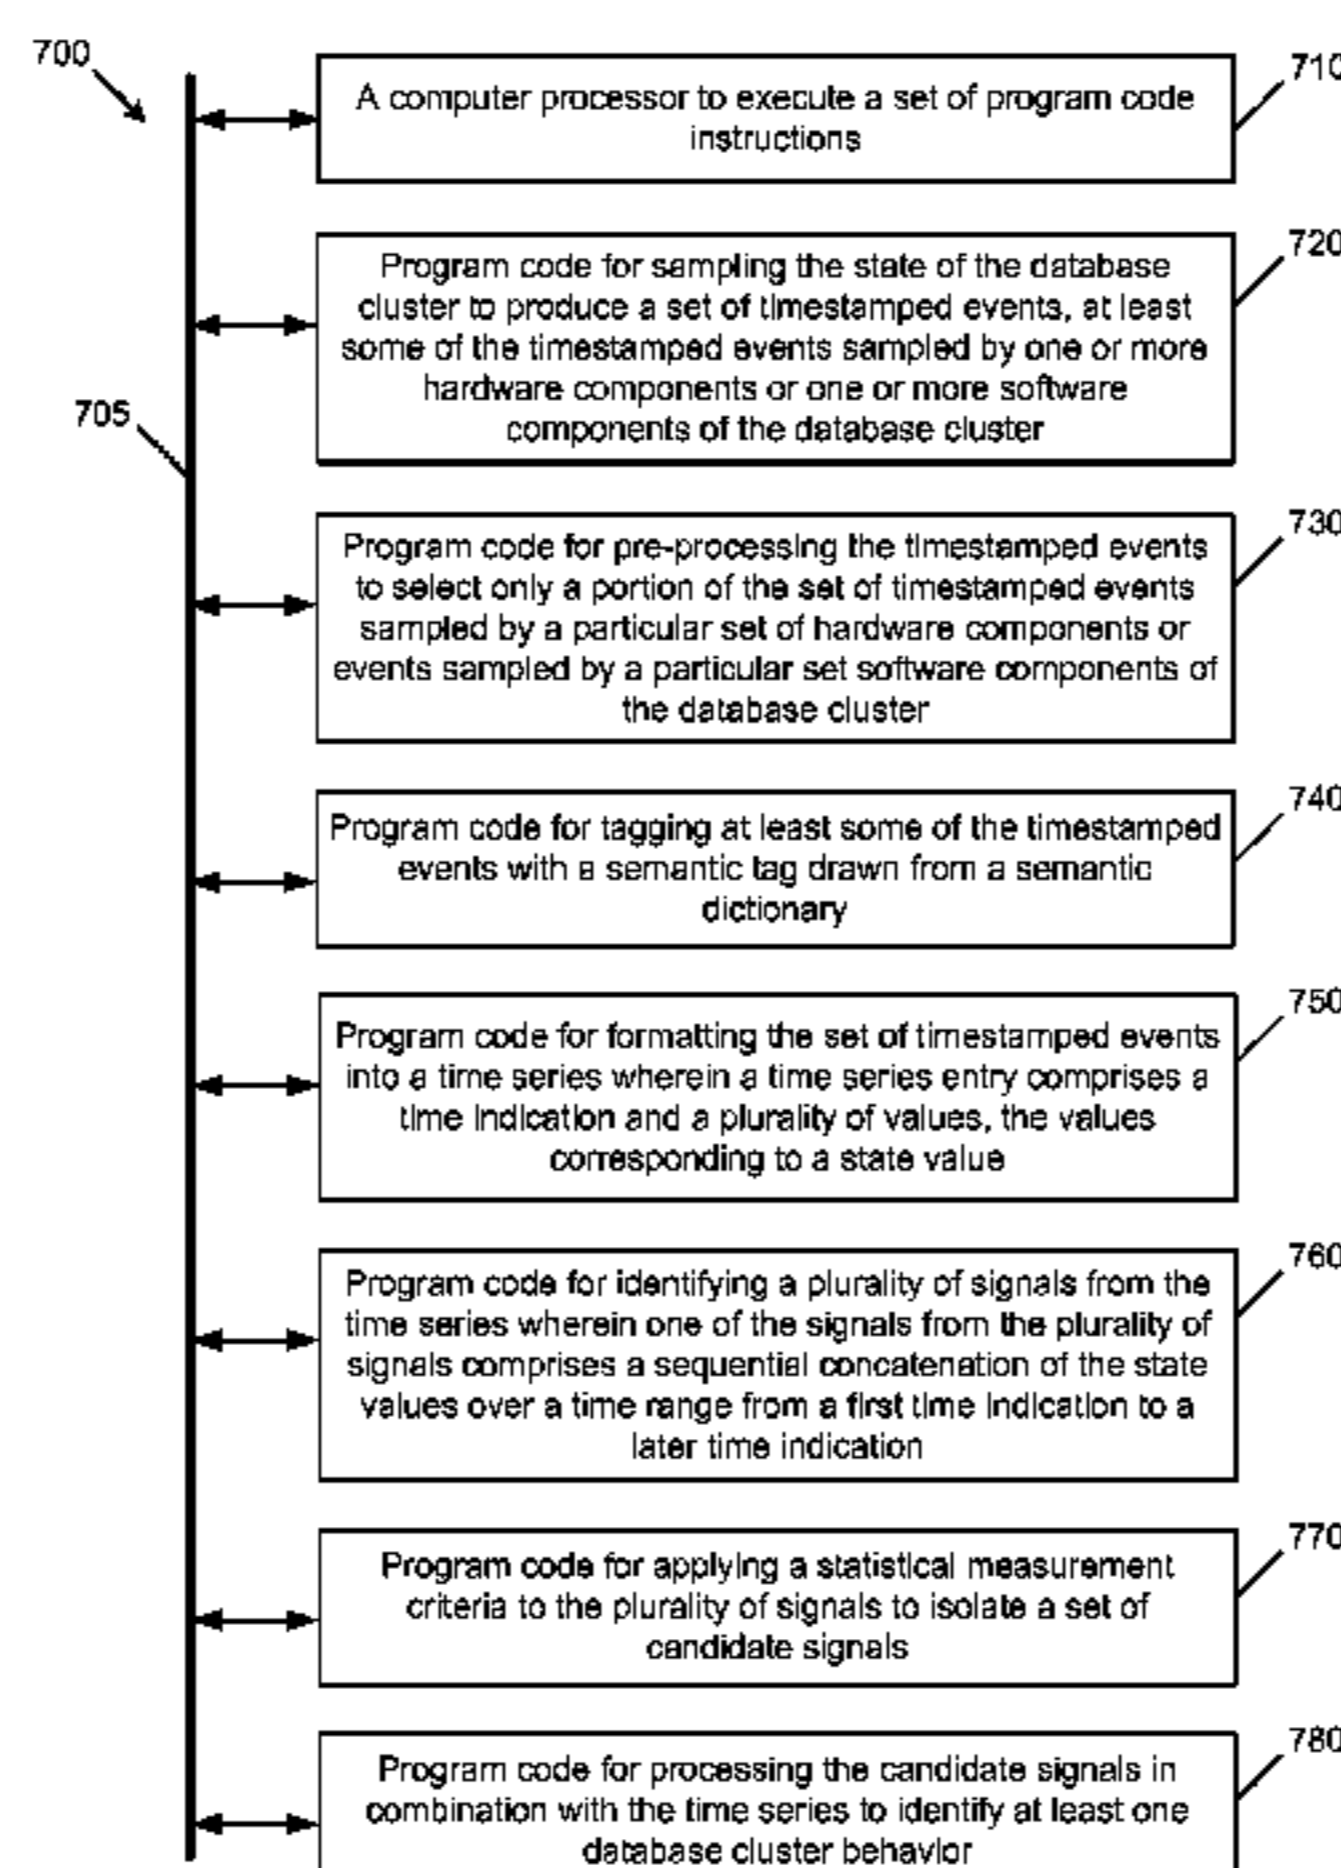 700
710
A computer processor to execute a set of program code
instructions
720
Program code for sampling the state of the database
cluster to produce a set of timestamped events, at least
some of the timestamped events sampled by one or more
hardware components or one or more software
components of the database cluster
705
730
Program code for pre-processing the timestamped events
to select only a portion of the set of timestamped events
sampled by a particular set of hardware components or
events sampled by a particular set software components of
the database cluster
740
Program code for tagging at least some of the timestamped
events with a semantic tag drawn from a semantic
dictionary
750
Program code for formatting the set of timestamped events
into a time series wherein a time series entry comprises a
time indication and a plurality of values, the values
corresponding to a state value
760
Program code for identifying a plurality of signals from the
time series wherein one of the signals from the plurality of
signals comprises a sequential concatenation of the state
values over a time range from a first time indication to a
later time indication
770
Program code for applying a statistical measurement
criteria to the plurality of signals to isolate a set of
candidate signals
780
Program code for processing the candidate signals in
combination with the time series to identify at least one
database cluster behavior